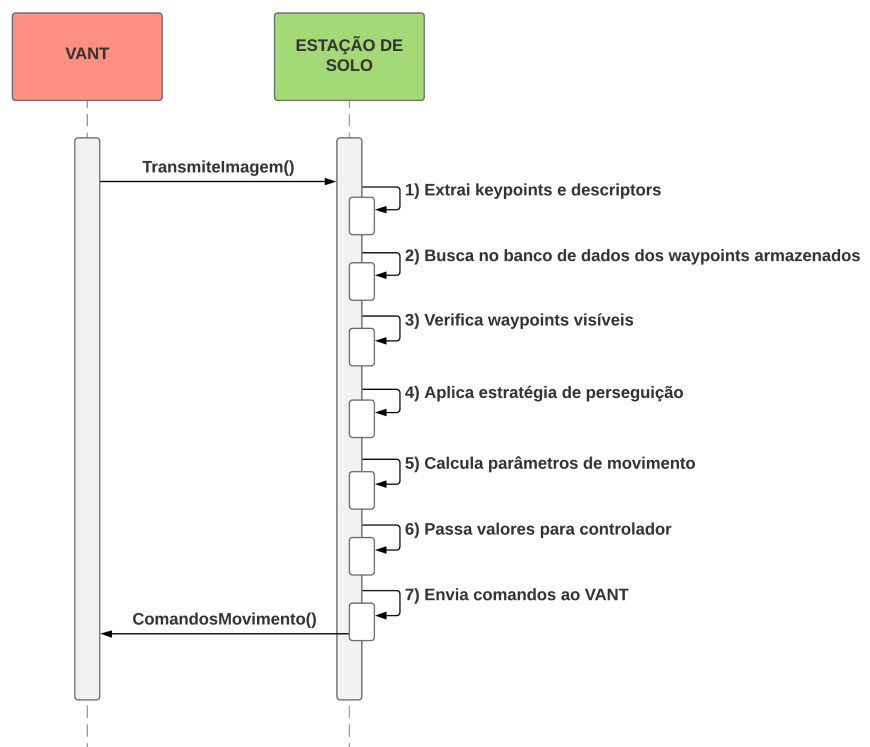 VANT
ESTAÇÃO DE
SOLO
TransmiteImagem()
1) Extrai keypoints e descriptors
2) Busca no banco de dados dos waypoints armazenados
3) Verifica waypoints visíveis
4) Aplica estratégia de perseguição
5) Calcula parâmetros de movimento
6) Passa valores para controlador
7) Envia comandos ao VANT
ComandosMovimento()